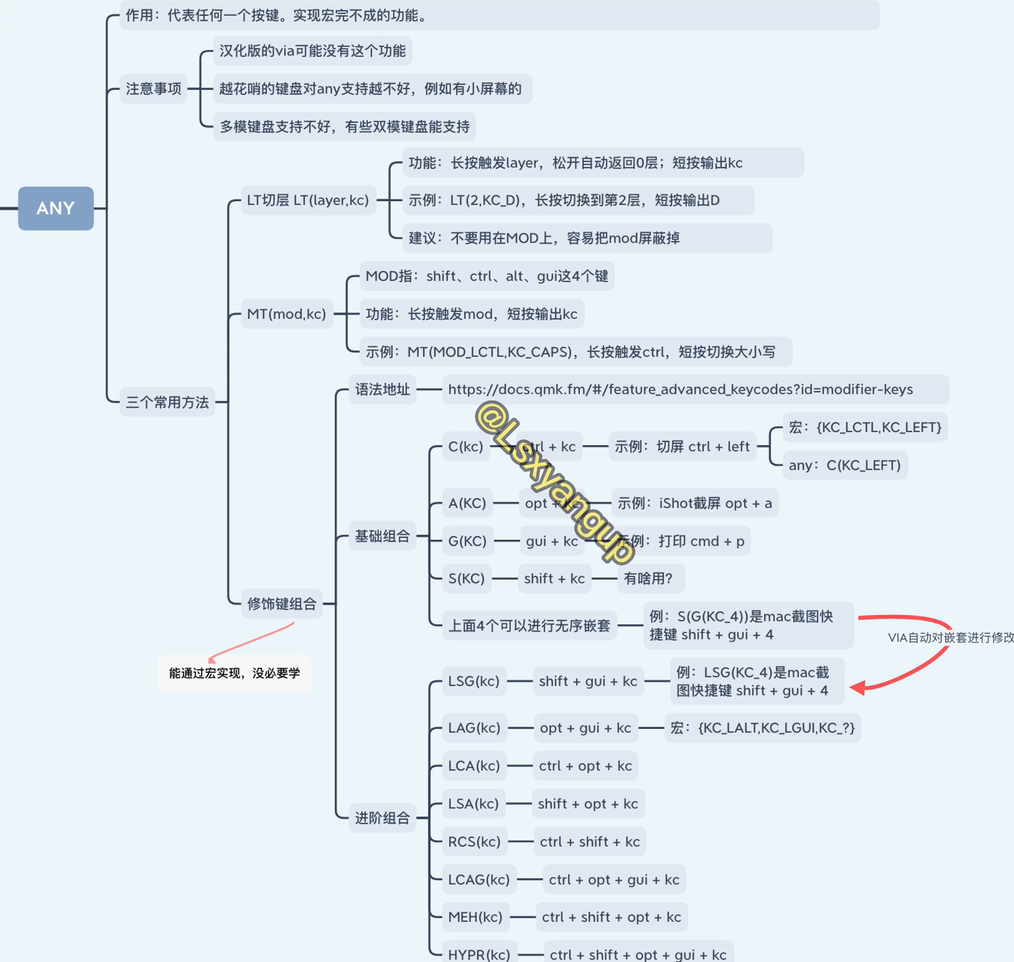 ANY
作用：代表任何一个按键。实现宏完不成的功能。
注意事项
汉化版的via可能没有这个功能
越花哨的键盘对any支持越不好，例如有小屏幕的
多模键盘支持不好，有些双模键盘能支持
三个常用方法
LT切层 LT(layer,kc)
功能：长按触发layer，松开自动返回0层；短按输出kc
示例：LT(2,KC_D)，长按切换到第2层，短按输出D
建议：不要用在MOD上，容易把mod屏蔽掉
MT(mod,kc)
MOD指：shift、ctrl、alt、gui这4个键
功能：长按触发mod，短按输出kc
示例：MT(MOD_LCTL,KC_CAPS)，长按触发ctrl，短按切换大小写
修饰键组合
能通过宏实现，没必要学
语法地址
https://docs.qmk.fm/#/feature_advanced_keycodes?id=modifier-keys
基础组合
C(kc)
ctrl + kc
示例：切屏 ctrl + left
宏：{KC_LCTL,KC_LEFT}
any：C(KC_LEFT)
A(KC)
opt + kc
示例：iShot截屏 opt + a
G(KC)
gui + kc
示例：打印 cmd + p
S(KC)
shift + kc
有啥用?
上面4个可以进行无序嵌套
例：S(G(KC_4))是mac截图快
捷键 shift + gui + 4
VIA自动对嵌套进行修改
进阶组合
LSG(kc)
shift + gui + kc
例：LSG(KC_4)是mac截
图快捷键 shift + gui + 4
LAG(kc)
opt + gui + kc
宏：{KC_LALT,KC_LGUI,KC_?}
LCA(kc)
ctrl + opt + kc
LSA(kc)
shift + opt + kc
RCS(kc)
ctrl + shift + kc
LCAG(kc)
ctrl + opt + gui + kc
MEH(kc)
ctrl + shift + opt + kc
HYPR(kc)
ctrl + shift + opt + gui + kc
@Lsxyangup